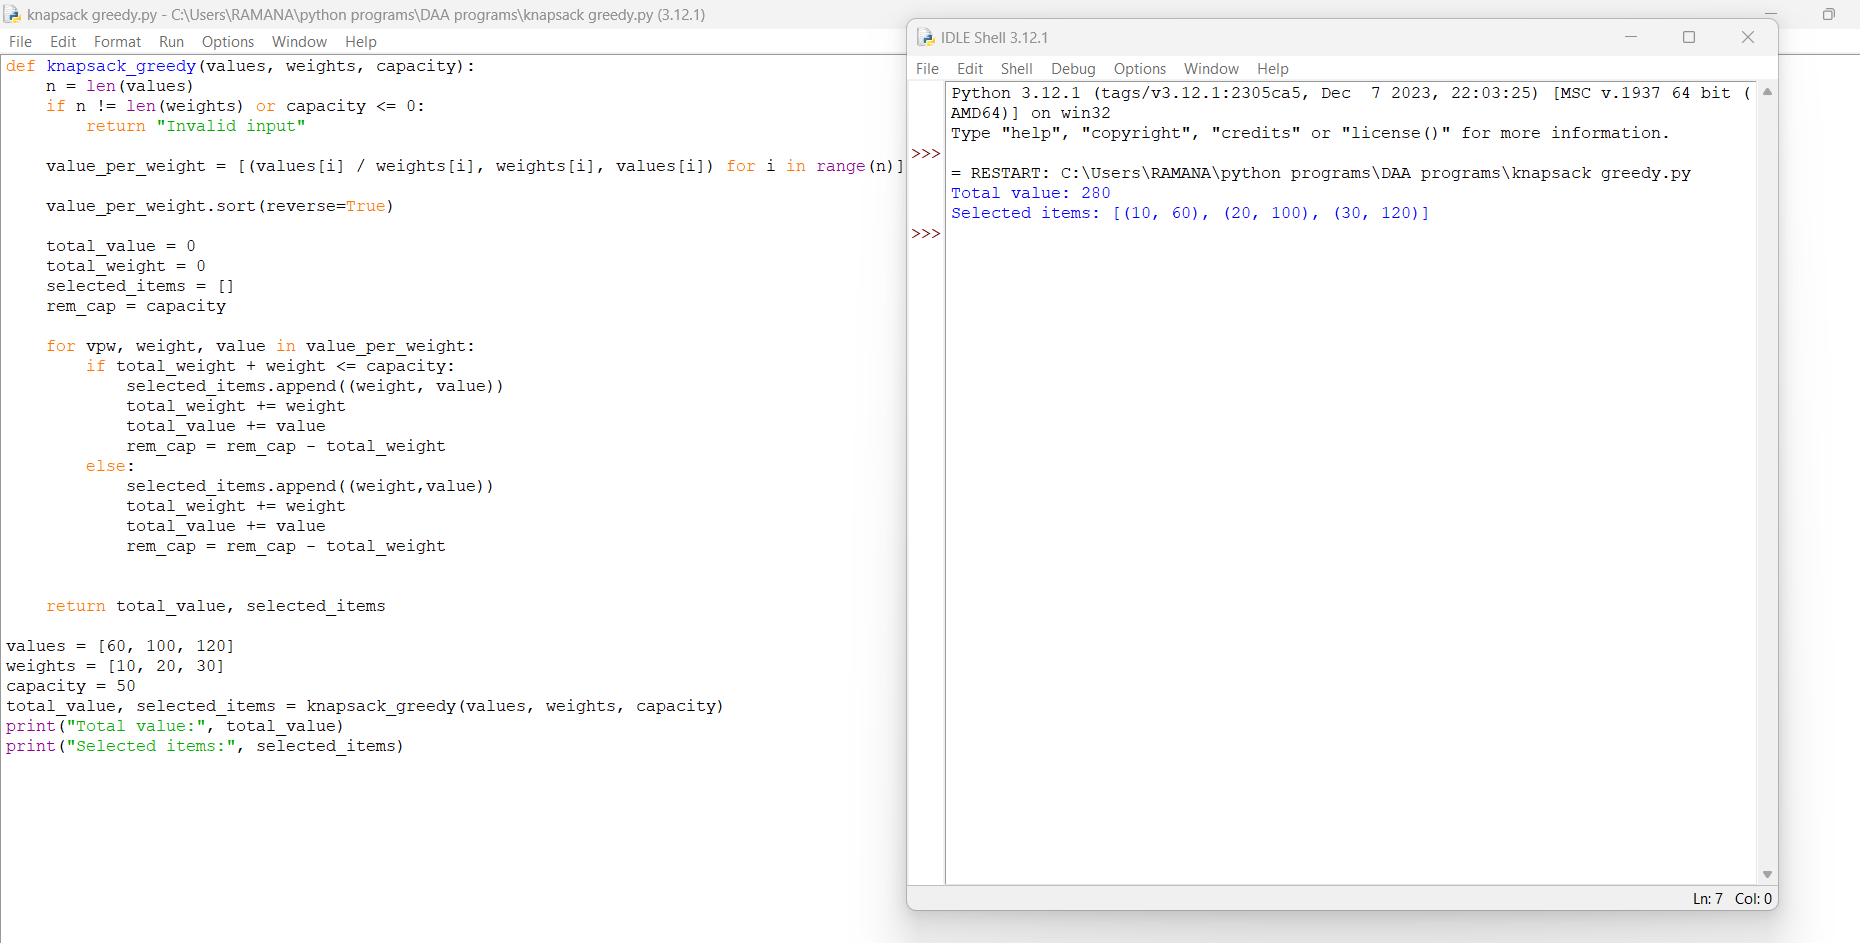 knapsack greedy.py - C:\Users\RAMANA\python programs\DAA programs\knapsack greedy.py (3.12.1)
File Edit Format Run Options Window Help
def knapsack_greedy(values, weights, capacity):
    n = len(values)
    if n != len(weights) or capacity <= 0:
        return "Invalid input"

    value_per_weight = [(values[i] / weights[i], weights[i], values[i]) for i in range(n)]

    value_per_weight.sort(reverse=True)

    total_value = 0
    total_weight = 0
    selected_items = []
    rem_cap = capacity

    for vpw, weight, value in value_per_weight:
        if total_weight + weight <= capacity:
            selected_items.append((weight, value))
            total_weight += weight
            total_value += value
            rem_cap = rem_cap - total_weight
        else:
            selected_items.append((weight,value))
            total_weight += weight
            total_value += value
            rem_cap = rem_cap - total_weight


    return total_value, selected_items

values = [60, 100, 120]
weights = [10, 20, 30]
capacity = 50
total_value, selected_items = knapsack_greedy(values, weights, capacity)
print("Total value:", total_value)
print("Selected items:", selected_items)
IDLE Shell 3.12.1
File Edit Shell Debug Options Window Help
Python 3.12.1 (tags/v3.12.1:2305ca5, Dec  7 2023, 22:03:25) [MSC v.1937 64 bit (
AMD64)] on win32
Type "help", "copyright", "credits" or "license()" for more information.
>>>
= RESTART: C:\Users\RAMANA\python programs\DAA programs\knapsack greedy.py
Total value: 280
Selected items: [(10, 60), (20, 100), (30, 120)]
>>>
Ln: 7 Col: 0